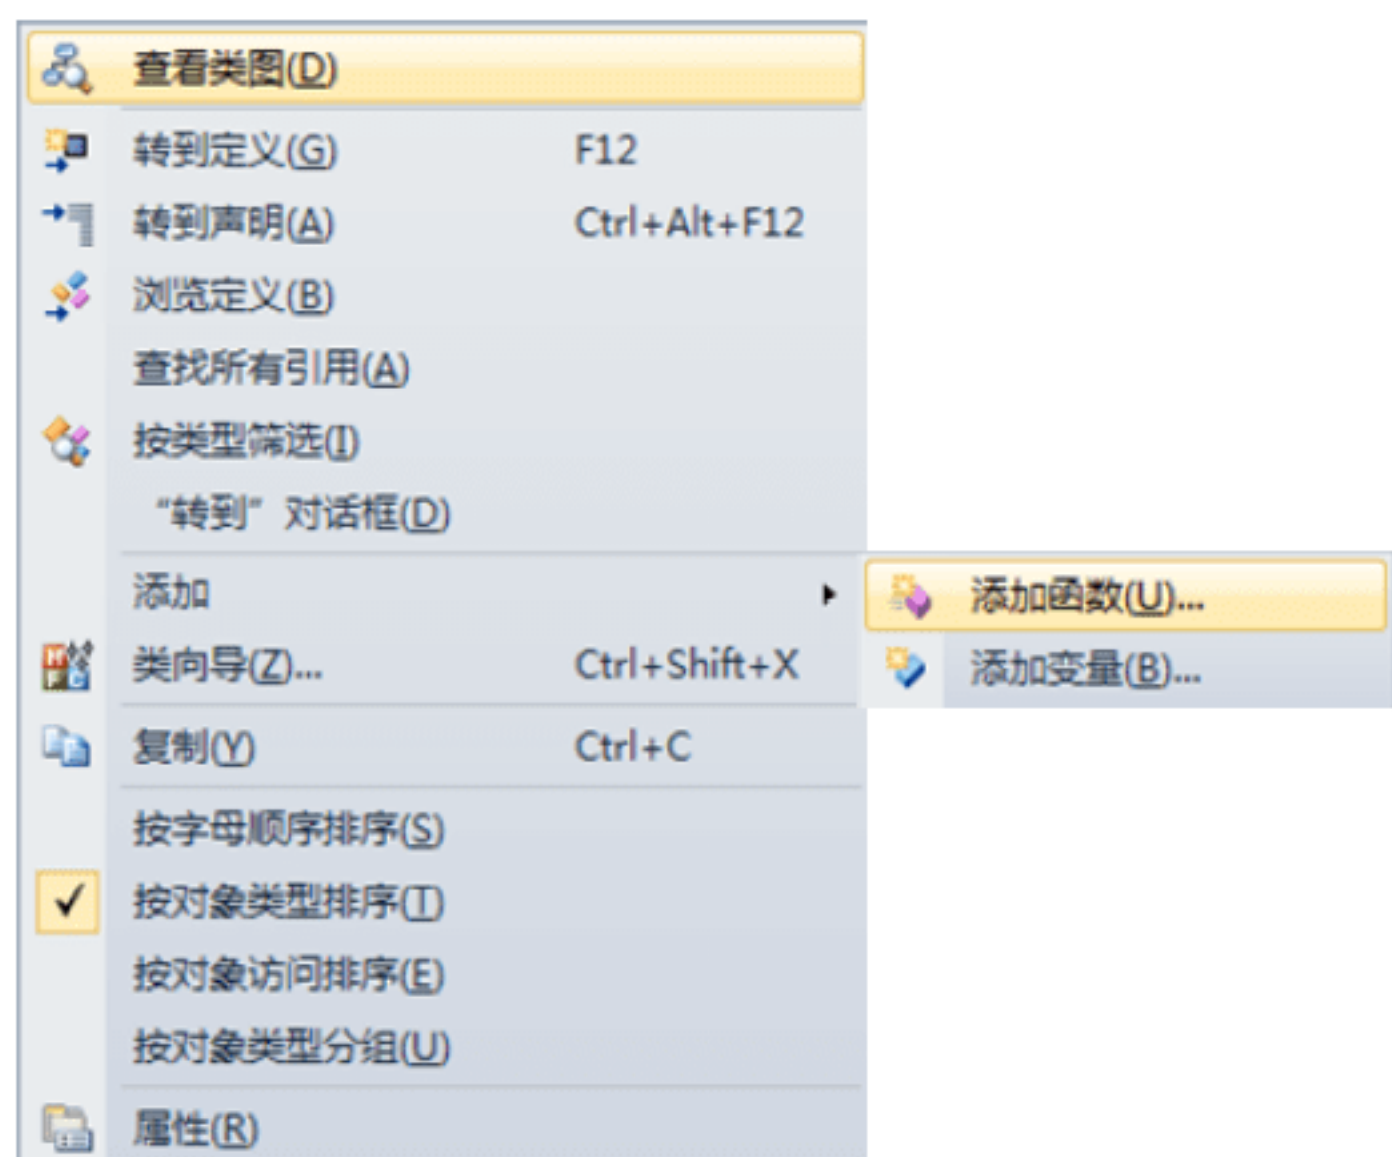 查看类图(D)
转到定义(G) F12
转到声明(A) Ctrl+Alt+F12
浏览定义(B)
查找所有引用(A)
按类型筛选(I)
“转到”对话框(D)
添加
添加函数(U)...
类向导(Z)... Ctrl+Shift+X
添加变量(B)...
复制(Y) Ctrl+C
按字母顺序排序(S)
按对象类型排序(T)
按对象访问排序(E)
按对象类型分组(U)
属性(R)